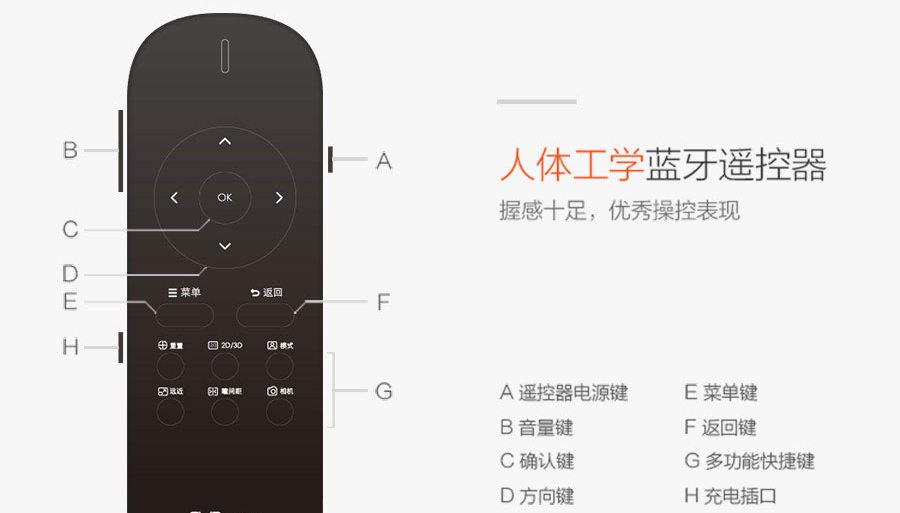 B
A
OK
C
D
E
菜单
返回
F
H
重置
2D/3D
模式
远近
瞳间距
相机
G
人体工学蓝牙遥控器
握感十足，优秀操控表现
A 遥控器电源键
E 菜单键
B 音量键
F 返回键
C 确认键
G 多功能快捷键
D 方向键
H 充电插口